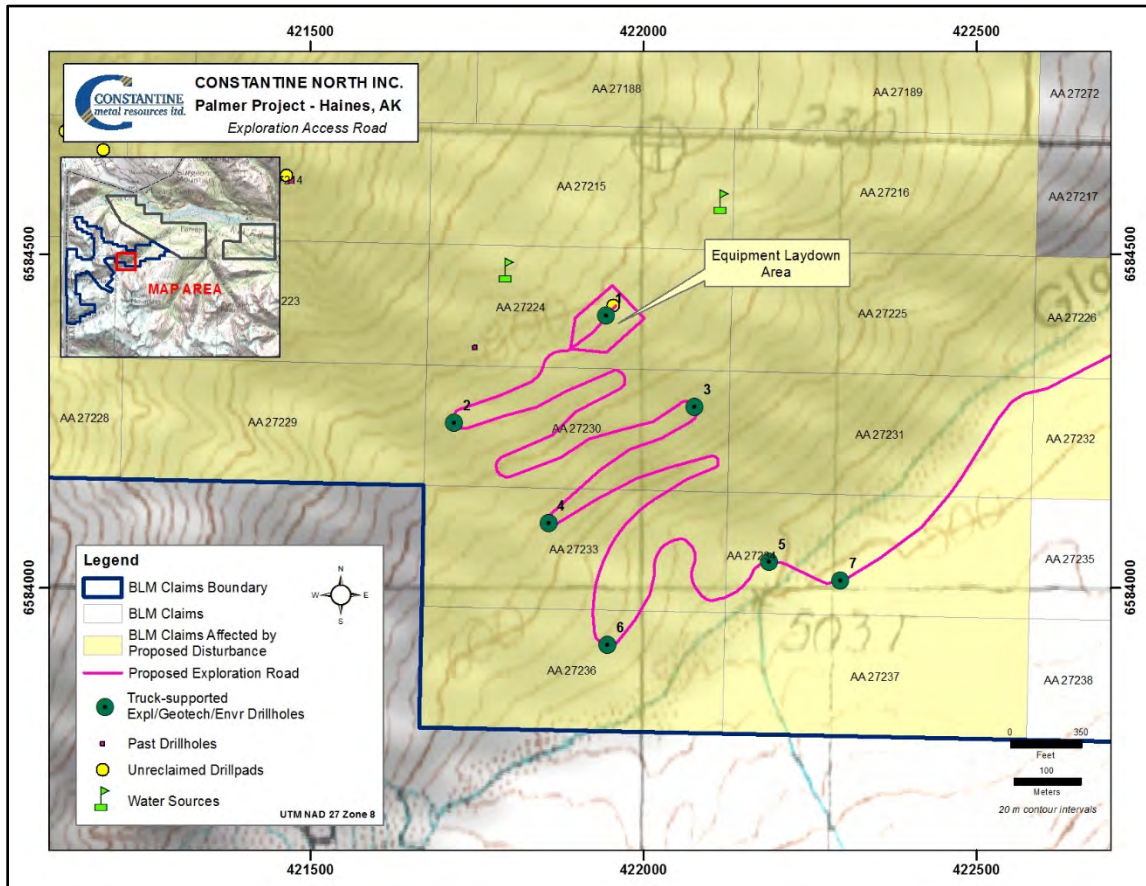 421500
422000
422500
CONSTANTINE
metal resources ltd.
CONSTANTINE NORTH INC.
Palmer Project - Haines, AK
Exploration Access Road
AA 27188
AA 27189
AA 27272
7214
AA 27215
AA 27216
AA 27217
MAP AREA
6584500
6584500
Equipment Laydown
Area
223
AA 27224
1
AA 27225
AA 27226
Glo
2
3
AA 27228
AA 27229
AA 27230
AA 27231
AA 27232
4
AA 27233
5
7
AA 27235
6584000
6584000
5037
6
AA 27236
AA 27237
AA 27238
Legend
BLM Claims Boundary
BLM Claims
BLM Claims Affected by
Proposed Disturbance
Proposed Exploration Road
Truck-supported
Expl/Geotech/Envr Drillholes
Past Drillholes
Unreclaimed Drillpads
Water Sources
UTM NAD 27 Zone 8
N
W
E
S
0
350
Feet
100
Meters
20 m contour intervals
421500
422000
422500